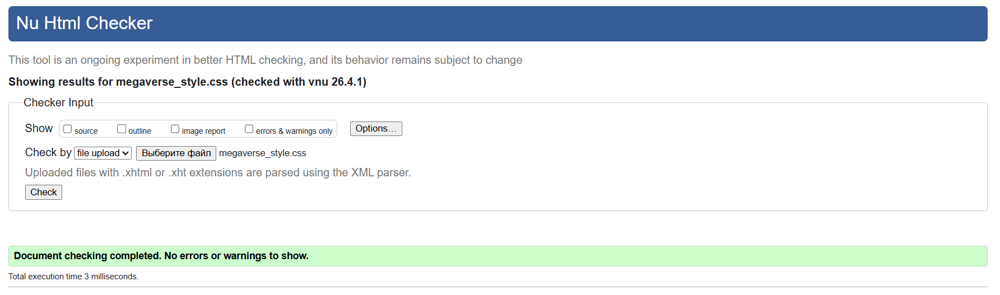 Nu Html Checker
This tool is an ongoing experiment in better HTML checking, and its behavior remains subject to change
Showing results for megaverse_style.css (checked with vnu 26.4.1)
Checker Input
Show source outline image report errors & warnings only Options...
Check by file upload Выберите файл megaverse_style.css
Uploaded files with .xhtml or .xht extensions are parsed using the XML parser.
Check
Document checking completed. No errors or warnings to show.
Total execution time 3 milliseconds.